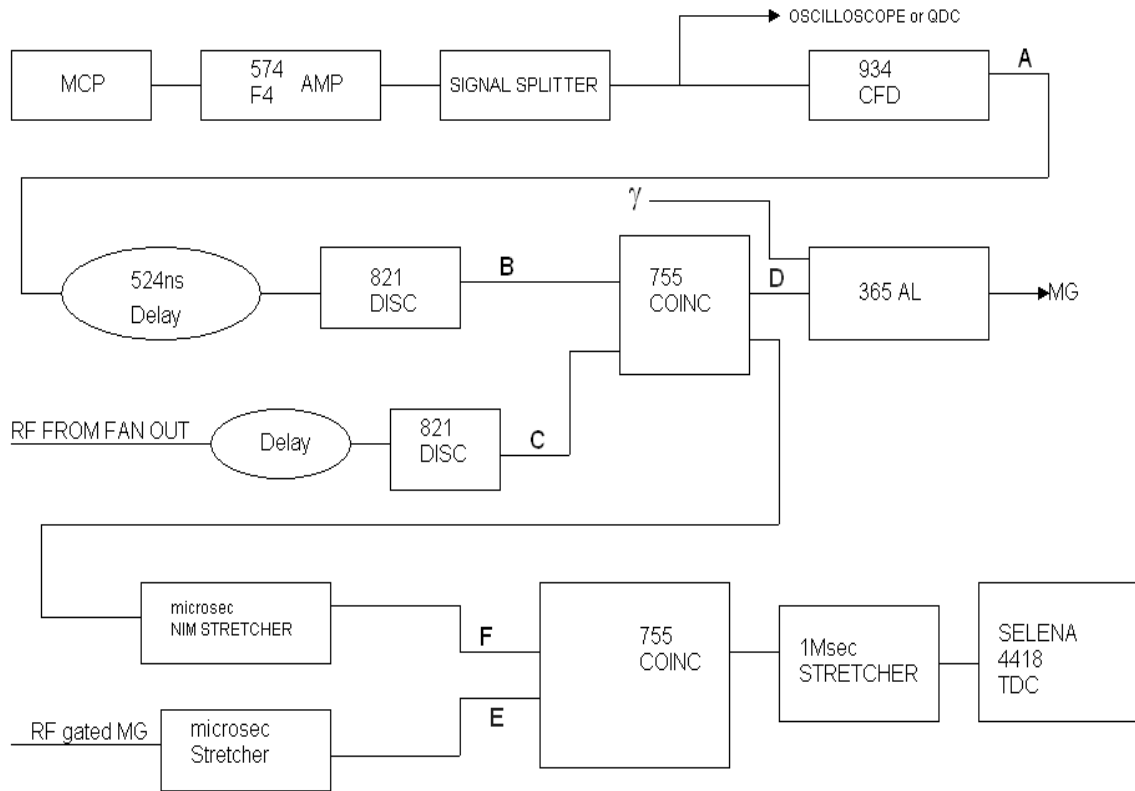 OSCILLOSCOPE or QDC
MCP
574
F4 AMP
SIGNAL SPLITTER
934
CFD
A
γ
524ns
Delay
821
DISC
B
755
COINC
D
365 AL
MG
RF FROM FAN OUT
Delay
821
DISC
C
microsec
NIM STRETCHER
F
755
COINC
1Msec
STRETCHER
SELENA
4418
TDC
RF gated MG
microsec
Stretcher
E